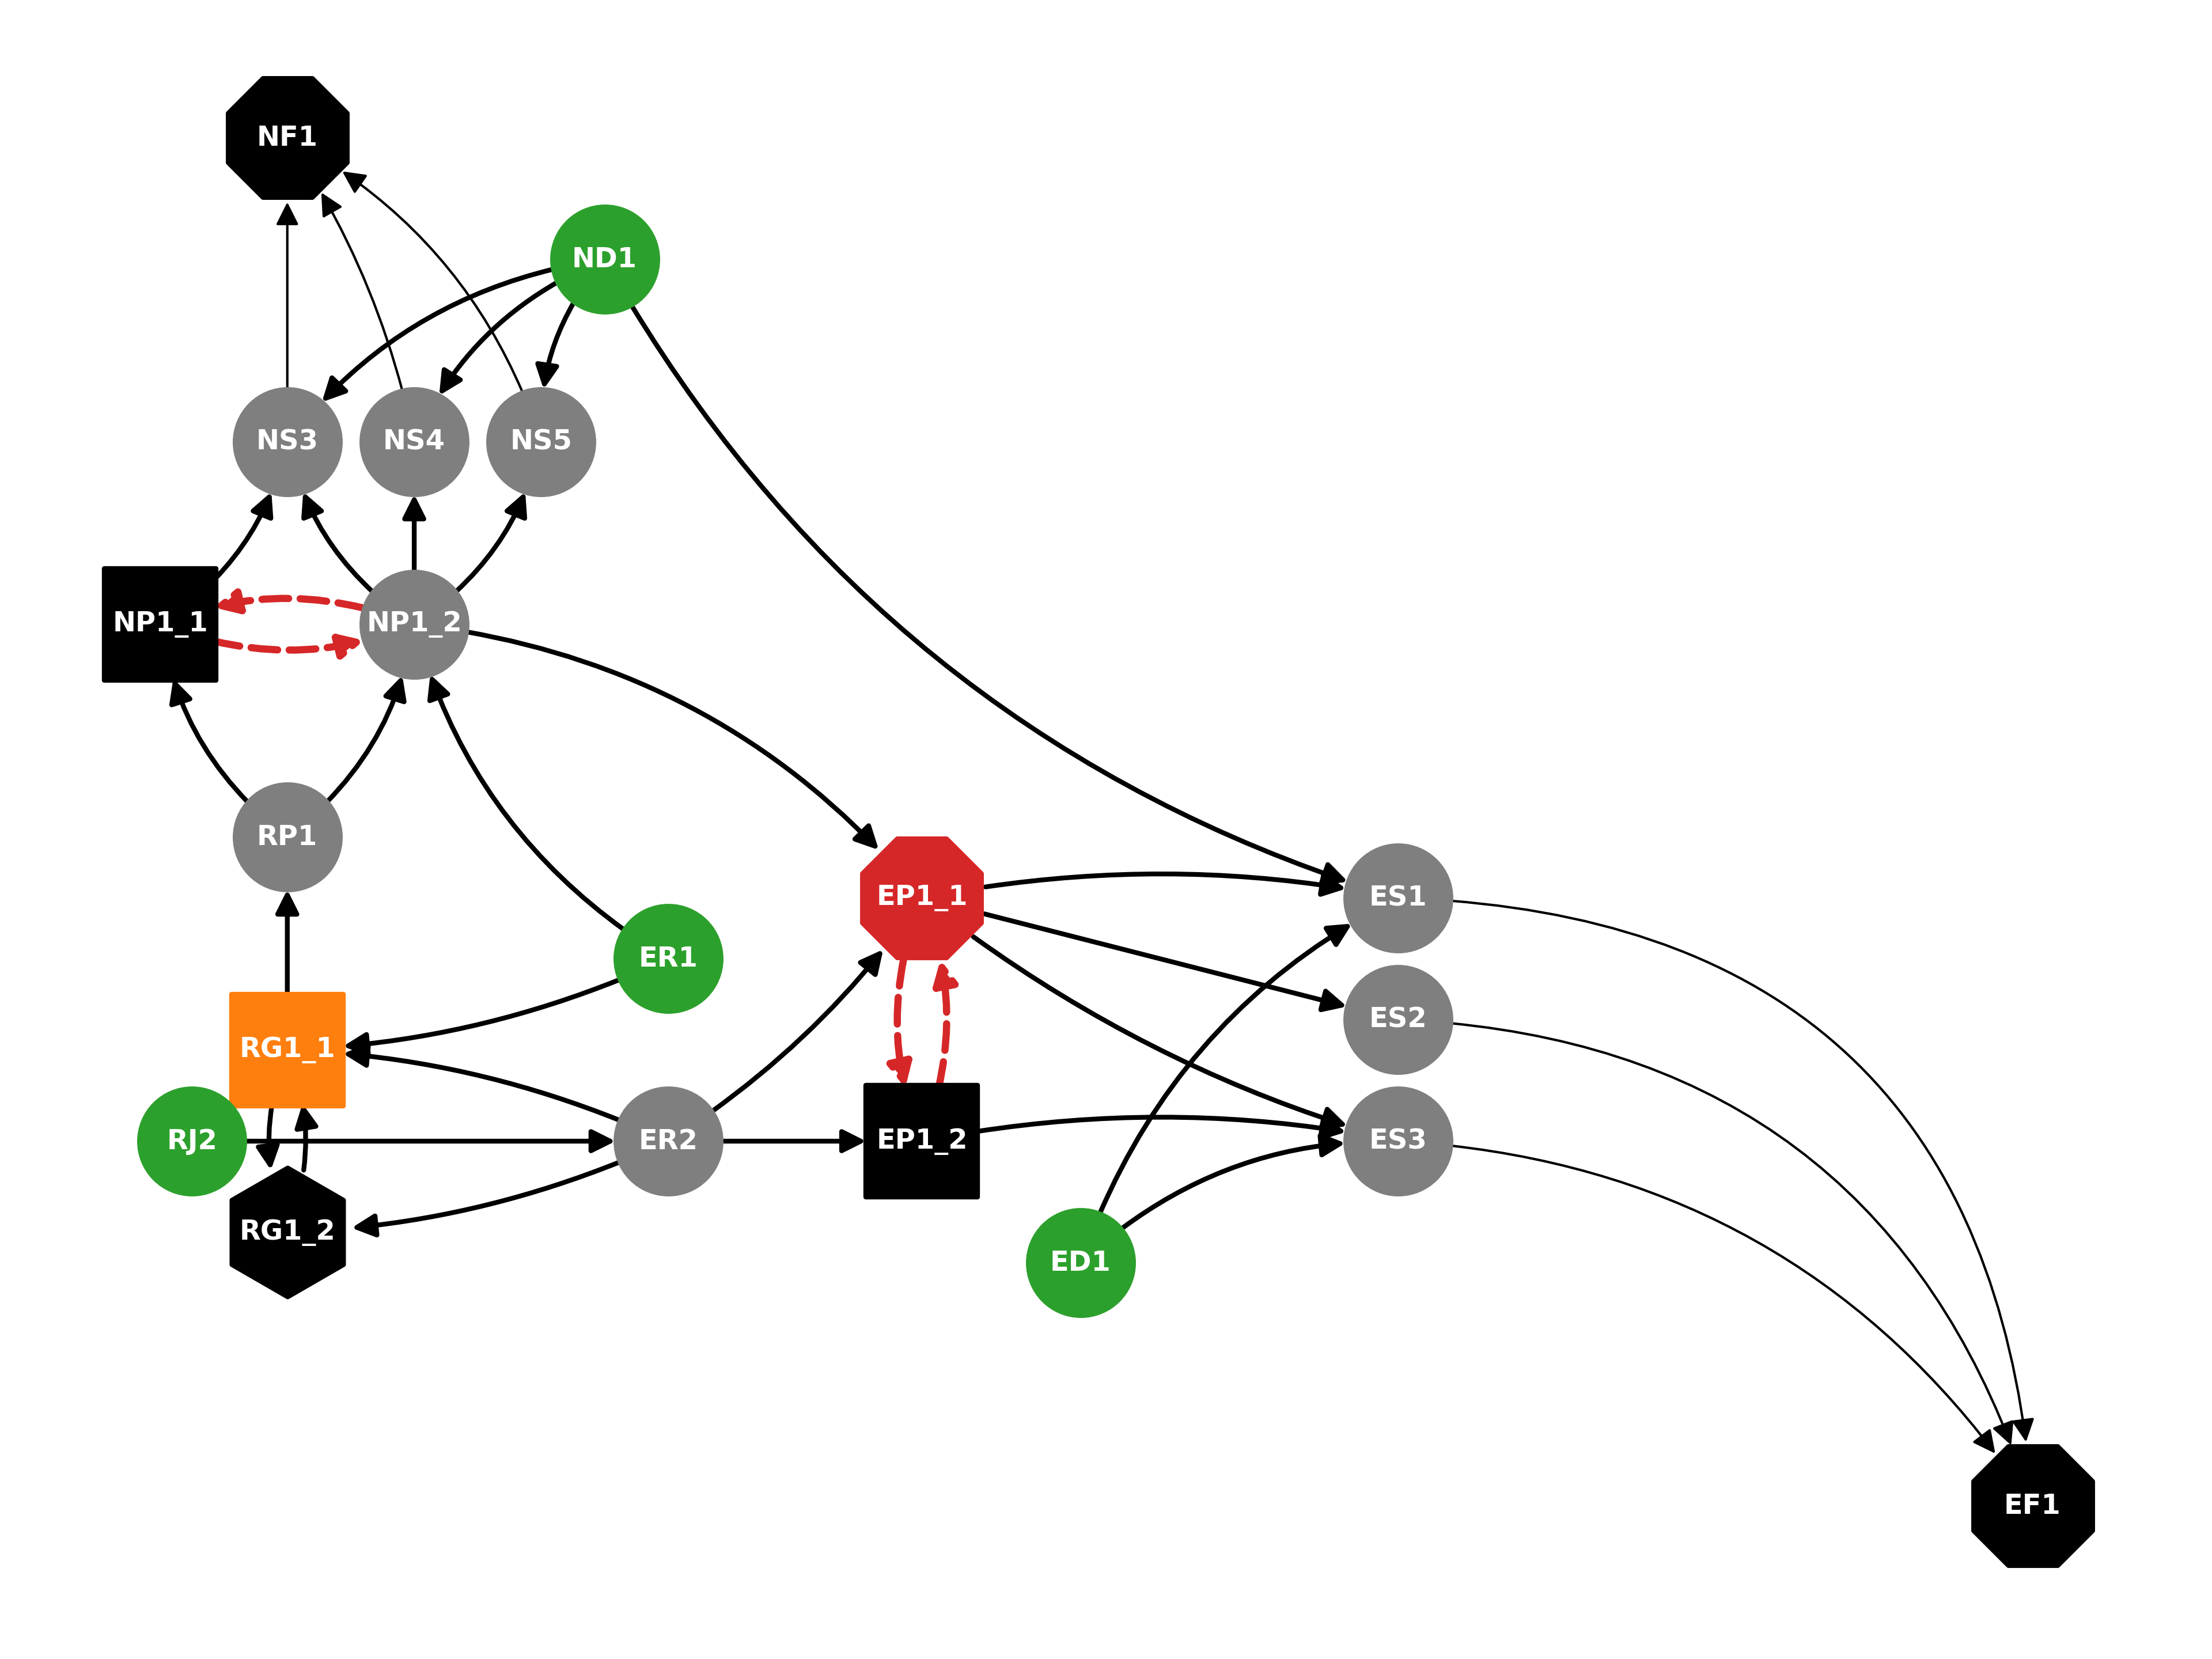 NF1
ND1
NS3 NS4 NS5
NP1_1 NP1_2
RP1
EP1_1 ES1
ER1
ES2
RG1_1
RJ2 ER2 EP1_2 ES3
RG1_2
ED1
EF1